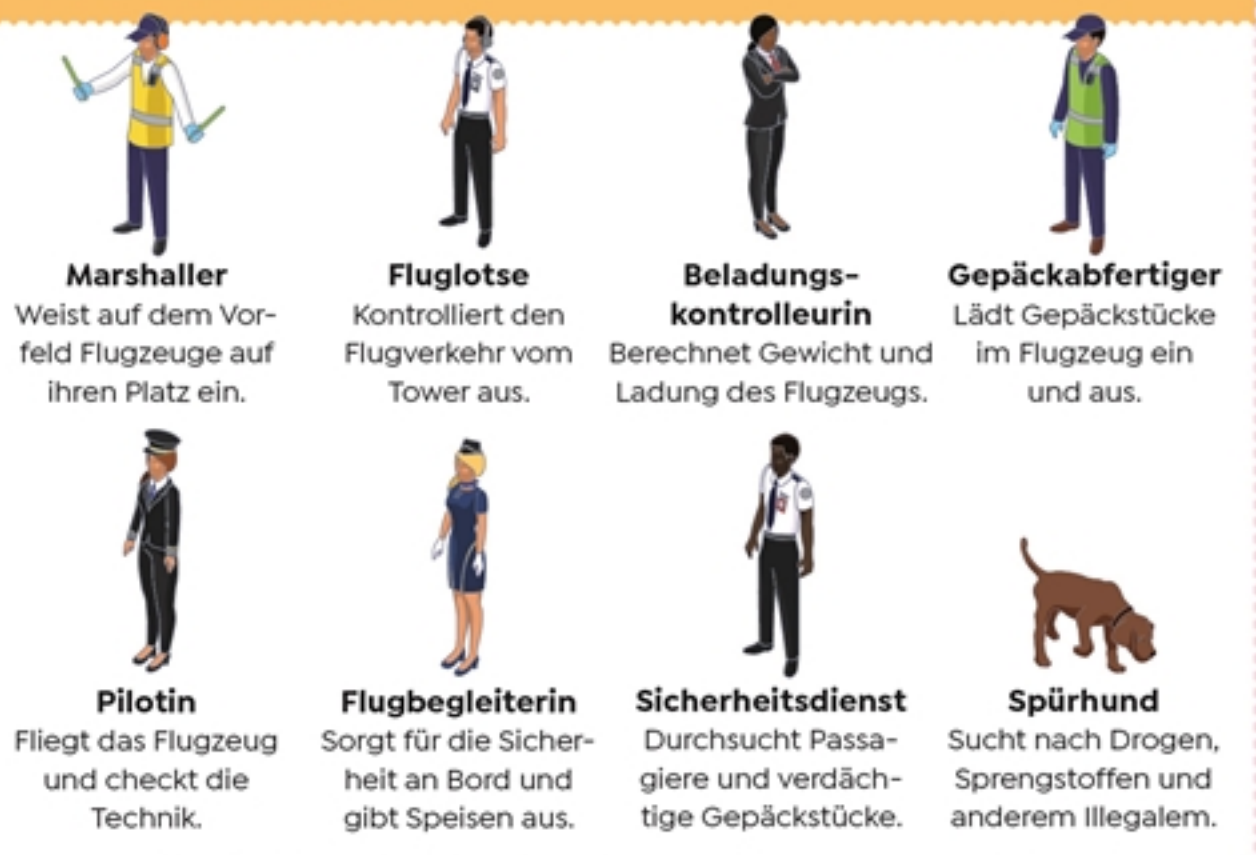 Marshaller
Weist auf dem Vor-
feld Flugzeuge auf
ihren Platz ein.
Fluglotse
Kontrolliert den
Flugverkehr vom
Tower aus.
Beladungs-
kontrolleurin
Berechnet Gewicht und
Ladung des Flugzeugs.
Gepäckabfertiger
Lädt Gepäckstücke
im Flugzeug ein
und aus.
Pilotin
Fliegt das Flugzeug
und checkt die
Technik.
Flugbegleiterin
Sorgt für die Sicher-
heit an Bord und
gibt Speisen aus.
Sicherheitsdienst
Durchsucht Passa-
giere und verdäch-
tige Gepäckstücke.
Spürhund
Sucht nach Drogen,
Sprengstoffen und
anderem Illegalem.